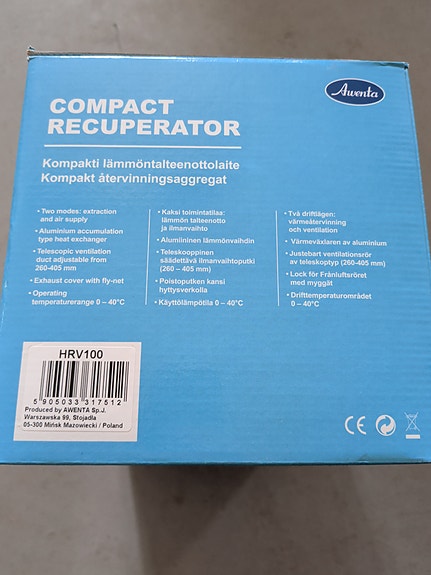 Awenta
COMPACT
RECUPERATOR
Kompakti lämmöntalteenottolaite
Kompakt återvinningsaggregat
• Two modes: extraction
and air supply
• Aluminium accumulation
type heat exchanger
• Telescopic ventilation
duct adjustable from
260-405 mm
• Exhaust cover with fly-net
• Operating
temperaturerange 0 – 40°C
• Kaksi toimintatilaa:
lämmön talteenotto
ja ilmanvaihto
• Alumiininen lämmönvaihdin
• Teleskooppinen
säädettävä ilmanvaihtoputki
(260 – 405 mm)
• Poistoputken kansi
hyttysverkolla
• Käyttölämpötila 0 – 40°C
• Två driftlägen:
värmeåtervinning
och ventilation
• Värmeväxlaren av aluminium
• Justebart ventilationsrör
av teleskoptyp (260-405 mm)
• Lock för Frånluftsröret
med myggät
• Drifttemperaturområdet
0 – 40°C
HRV100
5 905033 317512
Produced by AWENTA Sp.J.
Warszawska 99, Stojadła
05-300 Mińsk Mazowiecki / Poland
CE